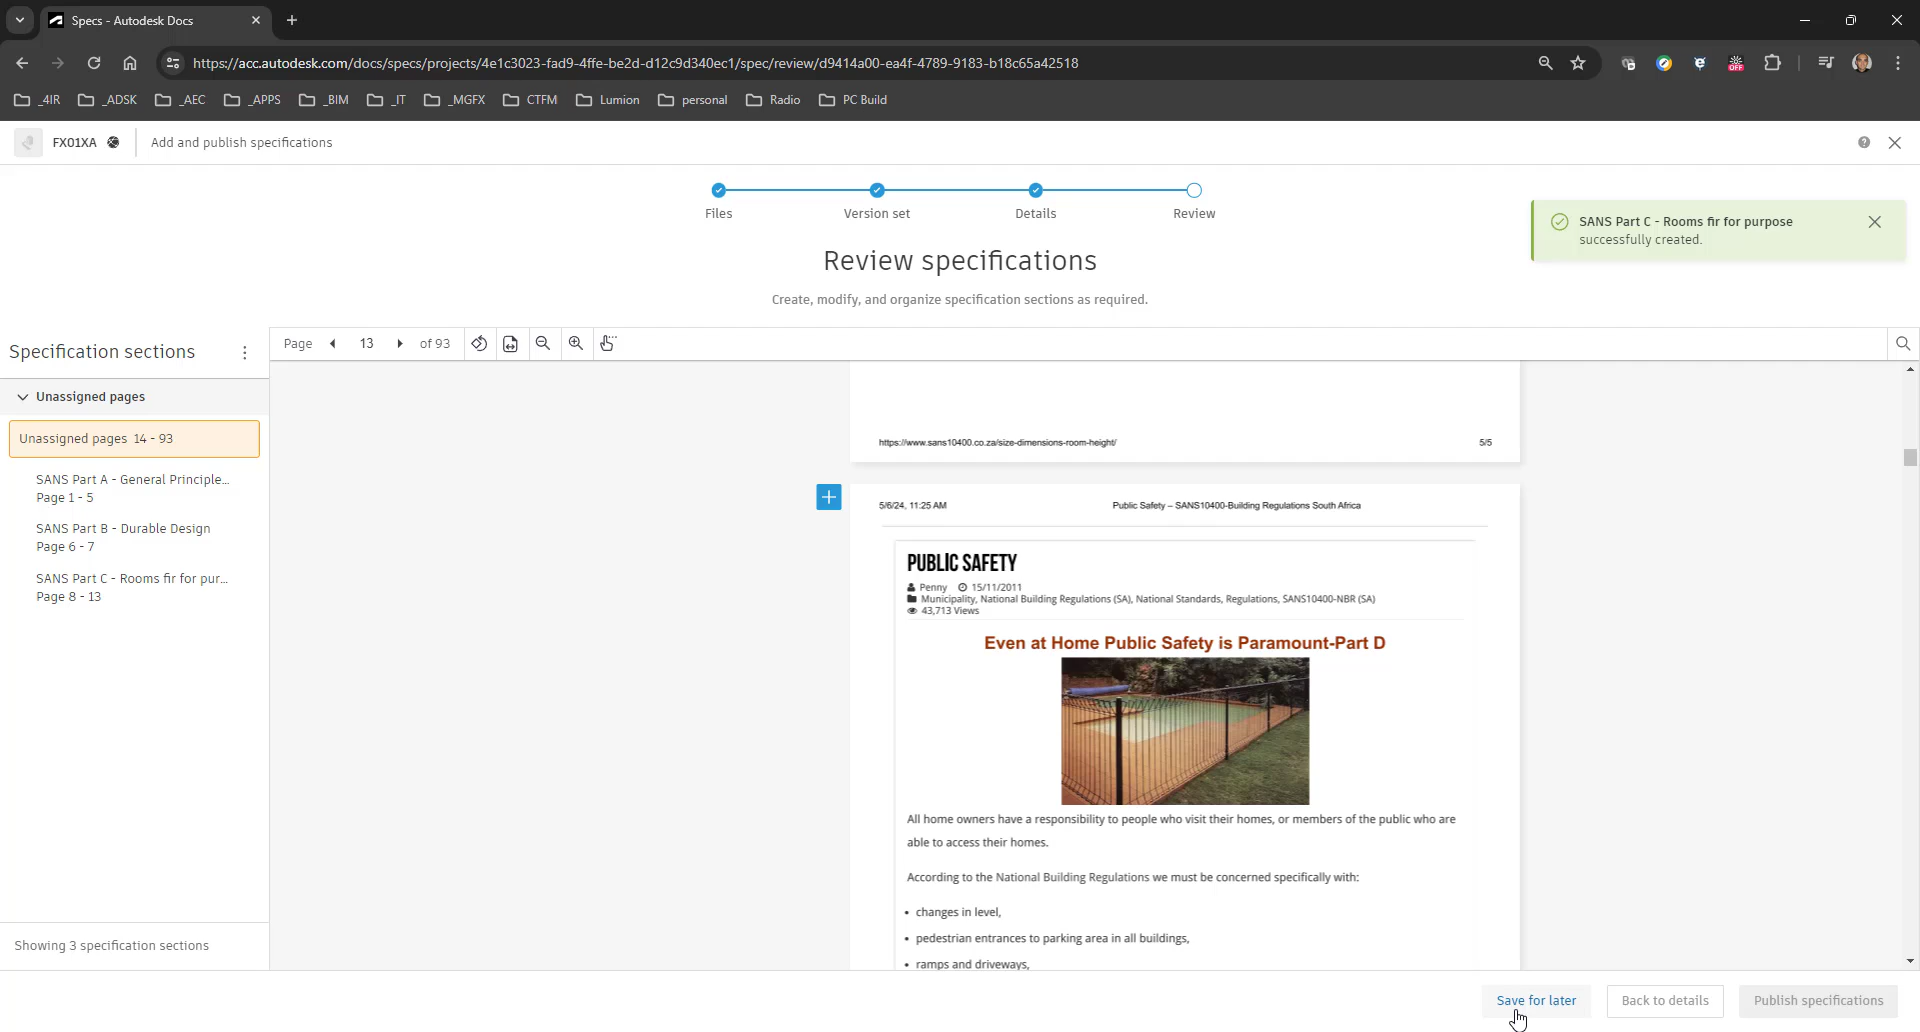 Specs - Autodesk Docs
https://acc.autodesk.com/docs/specs/projects/4e1c3023-fad9-4ffe-be2d-d12c9d340ec1/spec/review/d9414a00-ea4f-4789-9183-b18c65a42518
OFF
_4IR
_ADSK
_AEC
_APPS
_BIM
_IT
_MGFX
CTFM
Lumion
personal
Radio
PC Build
FX01XA
Add and publish specifications
Files
Version set
Details
Review
SANS Part C - Rooms fir for purpose
successfully created.
Review specifications
Create, modify, and organize specification sections as required.
Specification sections
Page
13
of 93
Unassigned pages
Unassigned pages 14 - 93
SANS Part A - General Principle...
Page 1 - 5
SANS Part B - Durable Design
Page 6 - 7
SANS Part C - Rooms fir for pur...
Page 8 - 13
Showing 3 specification sections
https://www.sans10400.co.za/size-dimensions-room-height/
5/5
5/6/24, 11:25 AM
Public Safety – SANS10400-Building Regulations South Africa
PUBLIC SAFETY
Penny 15/11/2011
Municipality, National Building Regulations (SA), National Standards, Regulations, SANS10400-NBR (SA)
43,713 Views
Even at Home Public Safety is Paramount-Part D
All home owners have a responsibility to people who visit their homes, or members of the public who are
able to access their homes.
According to the National Building Regulations we must be concerned specifically with:
• changes in level,
• pedestrian entrances to parking area in all buildings,
• ramps and driveways,
Save for later
Back to details
Publish specifications